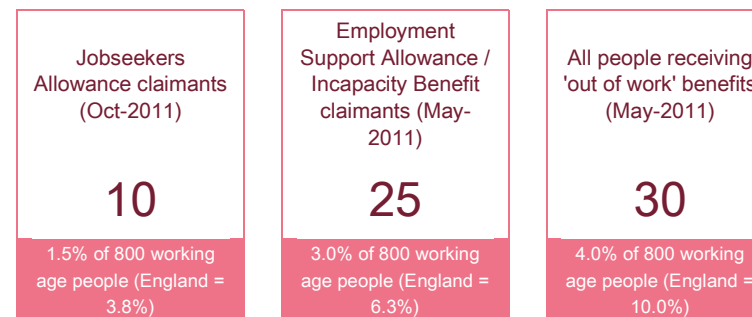 Jobseekers
Allowance claimants
(Oct-2011)
10
1.5% of 800 working
age people (England =
3.8%)
Employment
Support Allowance /
Incapacity Benefit
claimants (May-
2011)
25
3.0% of 800 working
age people (England =
6.3%)
All people receiving
'out of work' benefits
(May-2011)
30
4.0% of 800 working
age people (England =
10.0%)